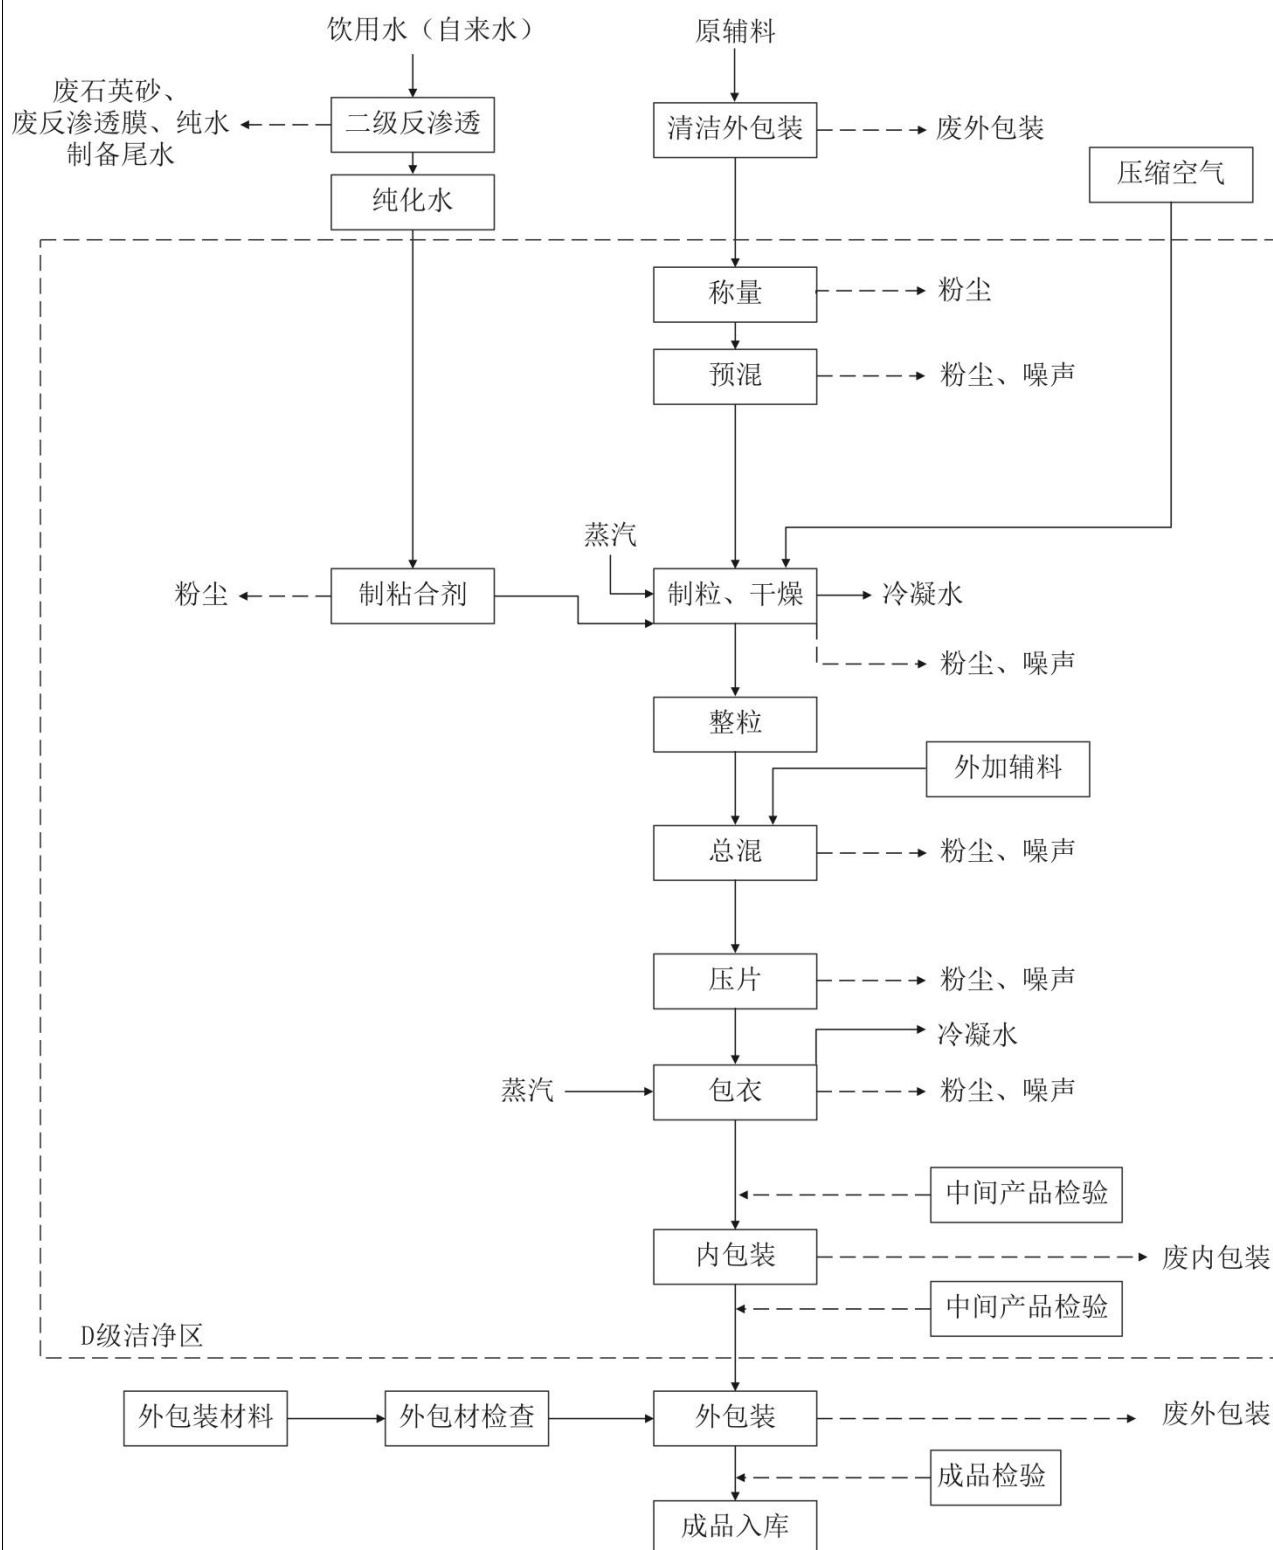 饮用水（自来水）
原辅料
废石英砂、
废反渗透膜、纯水
制备尾水
二级反渗透
清洁外包装
废外包装
压缩空气
纯化水
称量
粉尘
预混
粉尘、噪声
蒸汽
粉尘
制粘合剂
制粒、干燥
冷凝水
粉尘、噪声
整粒
外加辅料
总混
粉尘、噪声
压片
粉尘、噪声
冷凝水
蒸汽
包衣
粉尘、噪声
中间产品检验
内包装
废内包装
中间产品检验
D级洁净区
外包装材料
外包材检查
外包装
废外包装
成品检验
成品入库